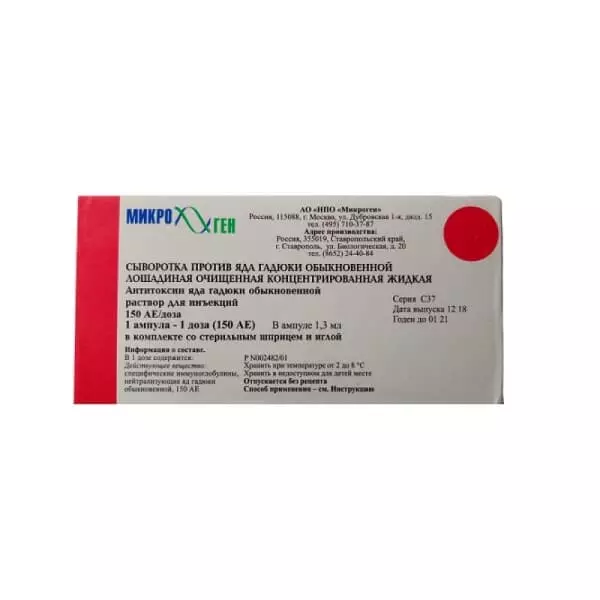 МИКРО ГЕН
АО «НПО «Микроген»
Россия, 115088, г. Москва, ул. Дубровская 1-я, д.вл. 15
тел. (495) 710-37-87
Адрес производства:
Россия, 355019, Ставропольский край,
г. Ставрополь, ул. Биологическая, д. 20
тел. (8652) 24-40-84
СЫВОРОТКА ПРОТИВ ЯДА ГАДЮКИ ОБЫКНОВЕННОЙ
ЛОШАДИНАЯ ОЧИЩЕННАЯ КОНЦЕНТРИРОВАННАЯ ЖИДКАЯ
Антитоксин яда гадюки обыкновенной
раствор для инъекций
150 АЕ/доза
1 ампула - 1 доза (150 АЕ) В ампуле 1,3 мл
в комплекте со стерильным шприцем и иглой
Серия С37
Дата выпуска 12 18
Годен до 01 21
Информация о составе.
В 1 дозе содержится:
Действующее вещество:
специфические иммуноглобулины,
нейтрализующие яд гадюки
обыкновенной, 150 АЕ
Р N002482/01
Хранить при температуре от 2 до 8 °С
Хранить в недоступном для детей месте
Отпускается без рецепта
Способ применения – см. Инструкцию